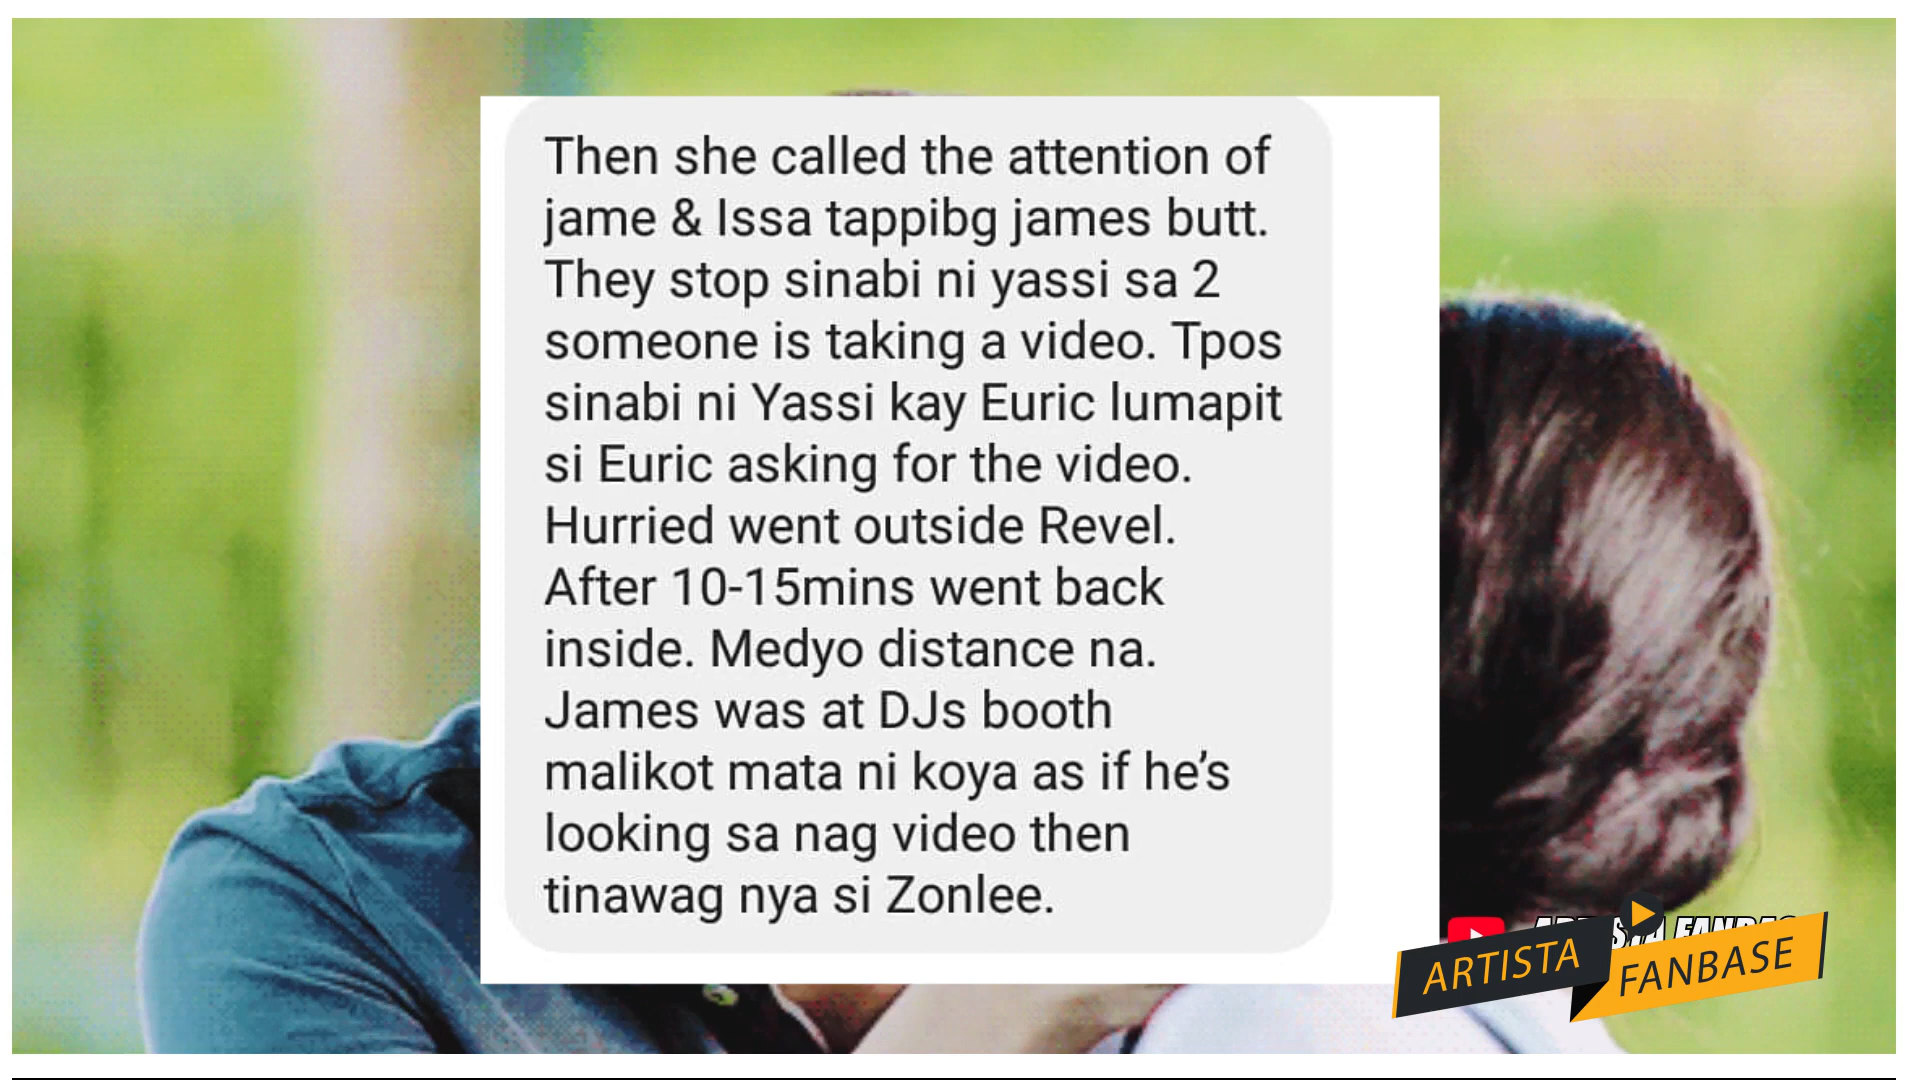 Then she called the attention of
jame & Issa tappibg james butt.
They stop sinabi ni yassi sa 2
someone is taking a video. Tpos
sinabi ni Yassi kay Euric lumapit
si Euric asking for the video.
Hurried went outside Revel.
After 10-15mins went back
inside. Medyo distance na.
James was at DJs booth
malikot mata ni koya as if he’s
looking sa nag video then
tinawag nya si Zonlee.
ARTISTA
FANBASE